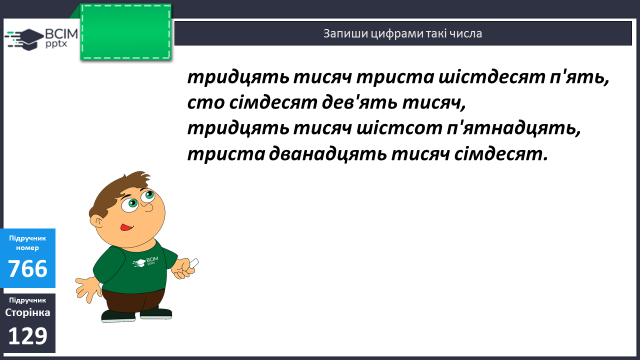 ВСІМ
pptx
Запиши цифрами такі числа
тридцять тисяч триста шістдесят п'ять,
сто сімдесят дев'ять тисяч,
тридцять тисяч шістсот п'ятнадцять,
триста дванадцять тисяч сімдесят.
ВСІМ
pptx
Підручник
номер
766
Підручник
Сторінка
129